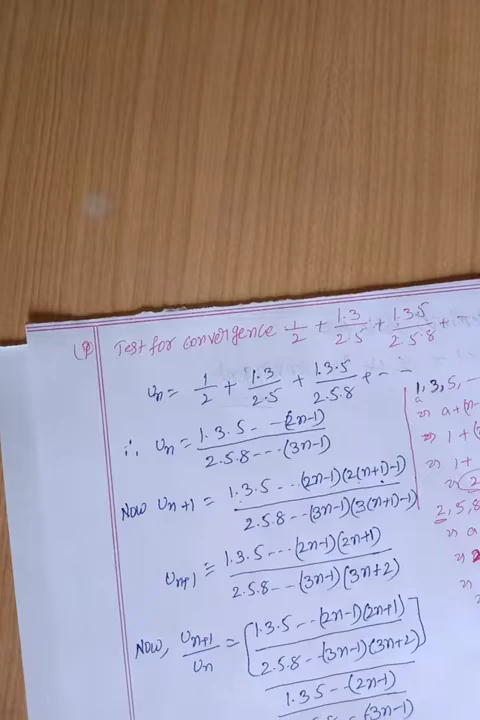 Q) Test for convergence 1/2 + 1.3/2.5 + 1.3.5/2.5.8 + --
Un = 1/2 + 1.3/2.5 + 1.3.5/2.5.8 + - - -
∴ Un = 1.3.5 - - (2n-1) / 2.5.8 --- (3n-1)
Now Un+1 = 1.3.5 -- (2n-1)(2(n+1)-1) / 2.5.8 -- (3n-1)(3(n+1)-1)
Un+1 = 1.3.5 --- (2n-1)(2n+1) / 2.5.8 -- (3n-1)(3n+2)
Now, Un+1/Un = [1.3.5 -- (2n-1)(2n+1) / 2.5.8 -- (3n-1)(3n+2)] / 1.3.5 -- (2n-1)
(3n-1)
1, 3, 5, --
a
⇒ a+(n-
⇒ 1+(
⇒ 1+
⇒ 2
2, 5, 8
⇒ a
⇒ 2